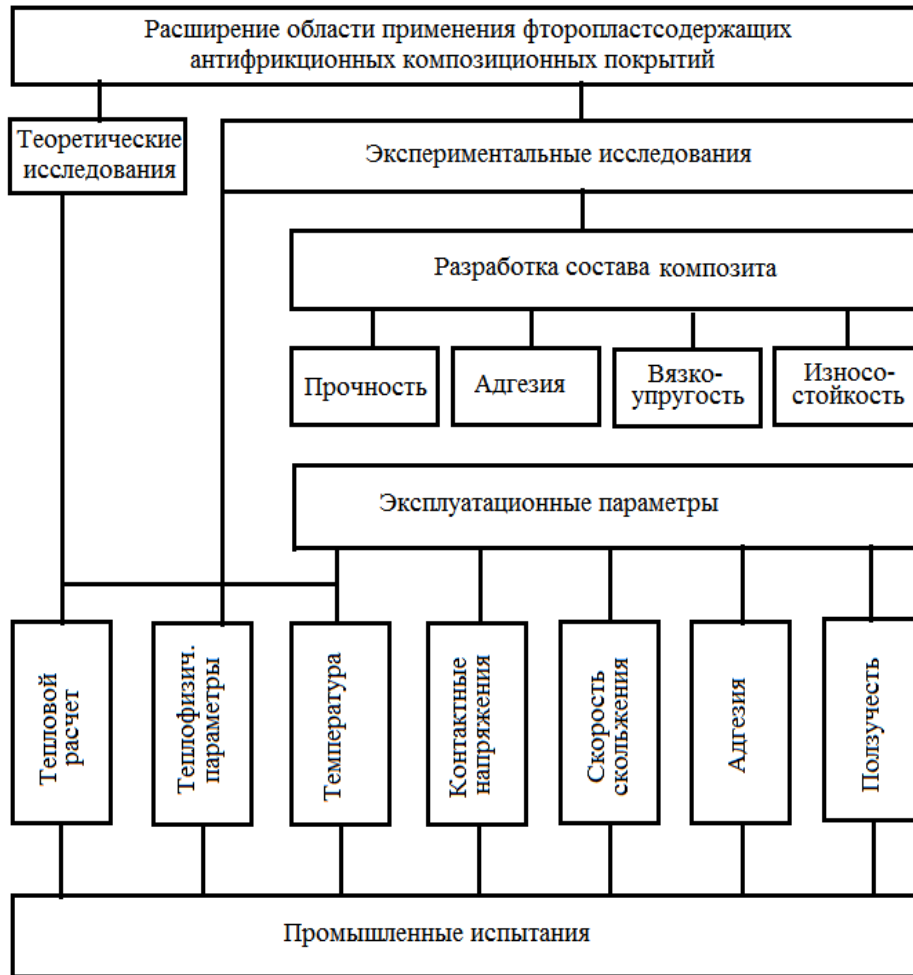 Расширение области применения фторопластсодержащих
антифрикционных композиционных покрытий
Теоретические
исследования
Экспериментальные исследования
Разработка состава композита
Прочность
Адгезия
Вязко-
упругость
Износо-
стойкость
Эксплуатационные параметры
Тепловой
расчет
Теплофизич.
параметры
Температура
Контактные
напряжения
Скорость
скольжения
Адгезия
Ползучесть
Промышленные испытания